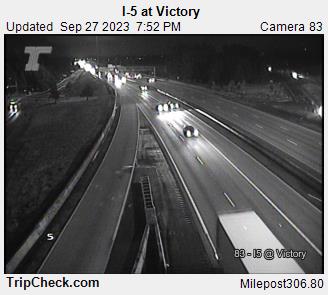 I-5 at Victory
Updated Sep 27 2023 7:52 PM Camera 83
T
S
83 - I5 @ Victory
TripCheck.com Milepost306.80